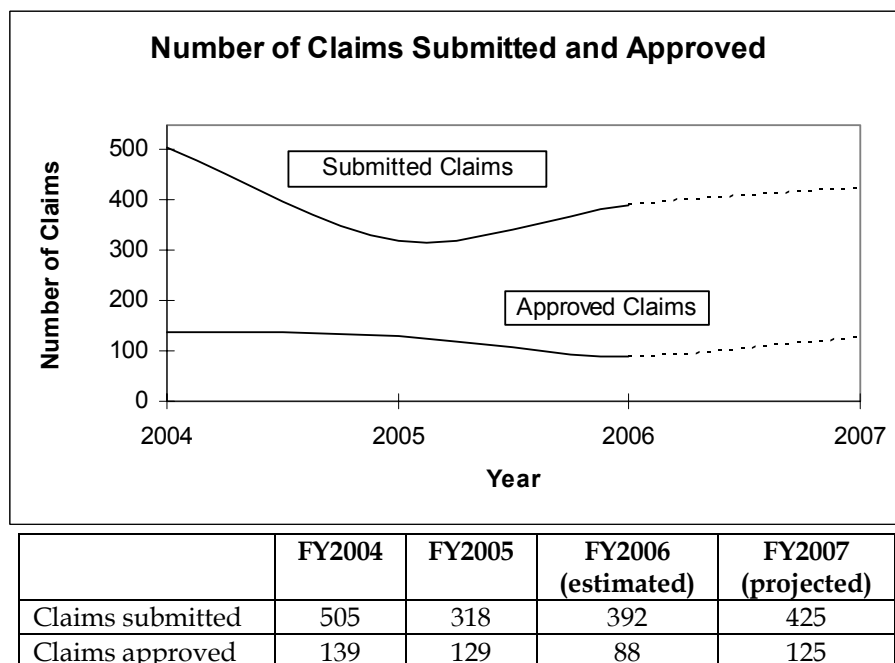 Number of Claims Submitted and Approved
Number of Claims
500
400
300
200
100
0
Submitted Claims
Approved Claims
2004 2005 2006 2007
Year
FY2004 FY2005 FY2006 (estimated) FY2007 (projected)
Claims submitted 505 318 392 425
Claims approved 139 129 88 125